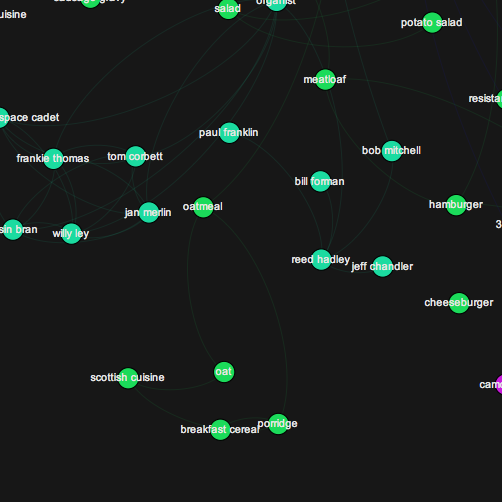 sausage gravy
uisine
salad
organist
potato salad
meatloaf
resista
space cadet
paul franklin
frankie thomas
tom corbett
bob mitchell
bill forman
jan merlin
oatmeal
hamburger
3
sin bran
willy ley
reed hadley
jeff chandler
cheeseburger
oat
scottish cuisine
camo
breakfast cereal
porridge